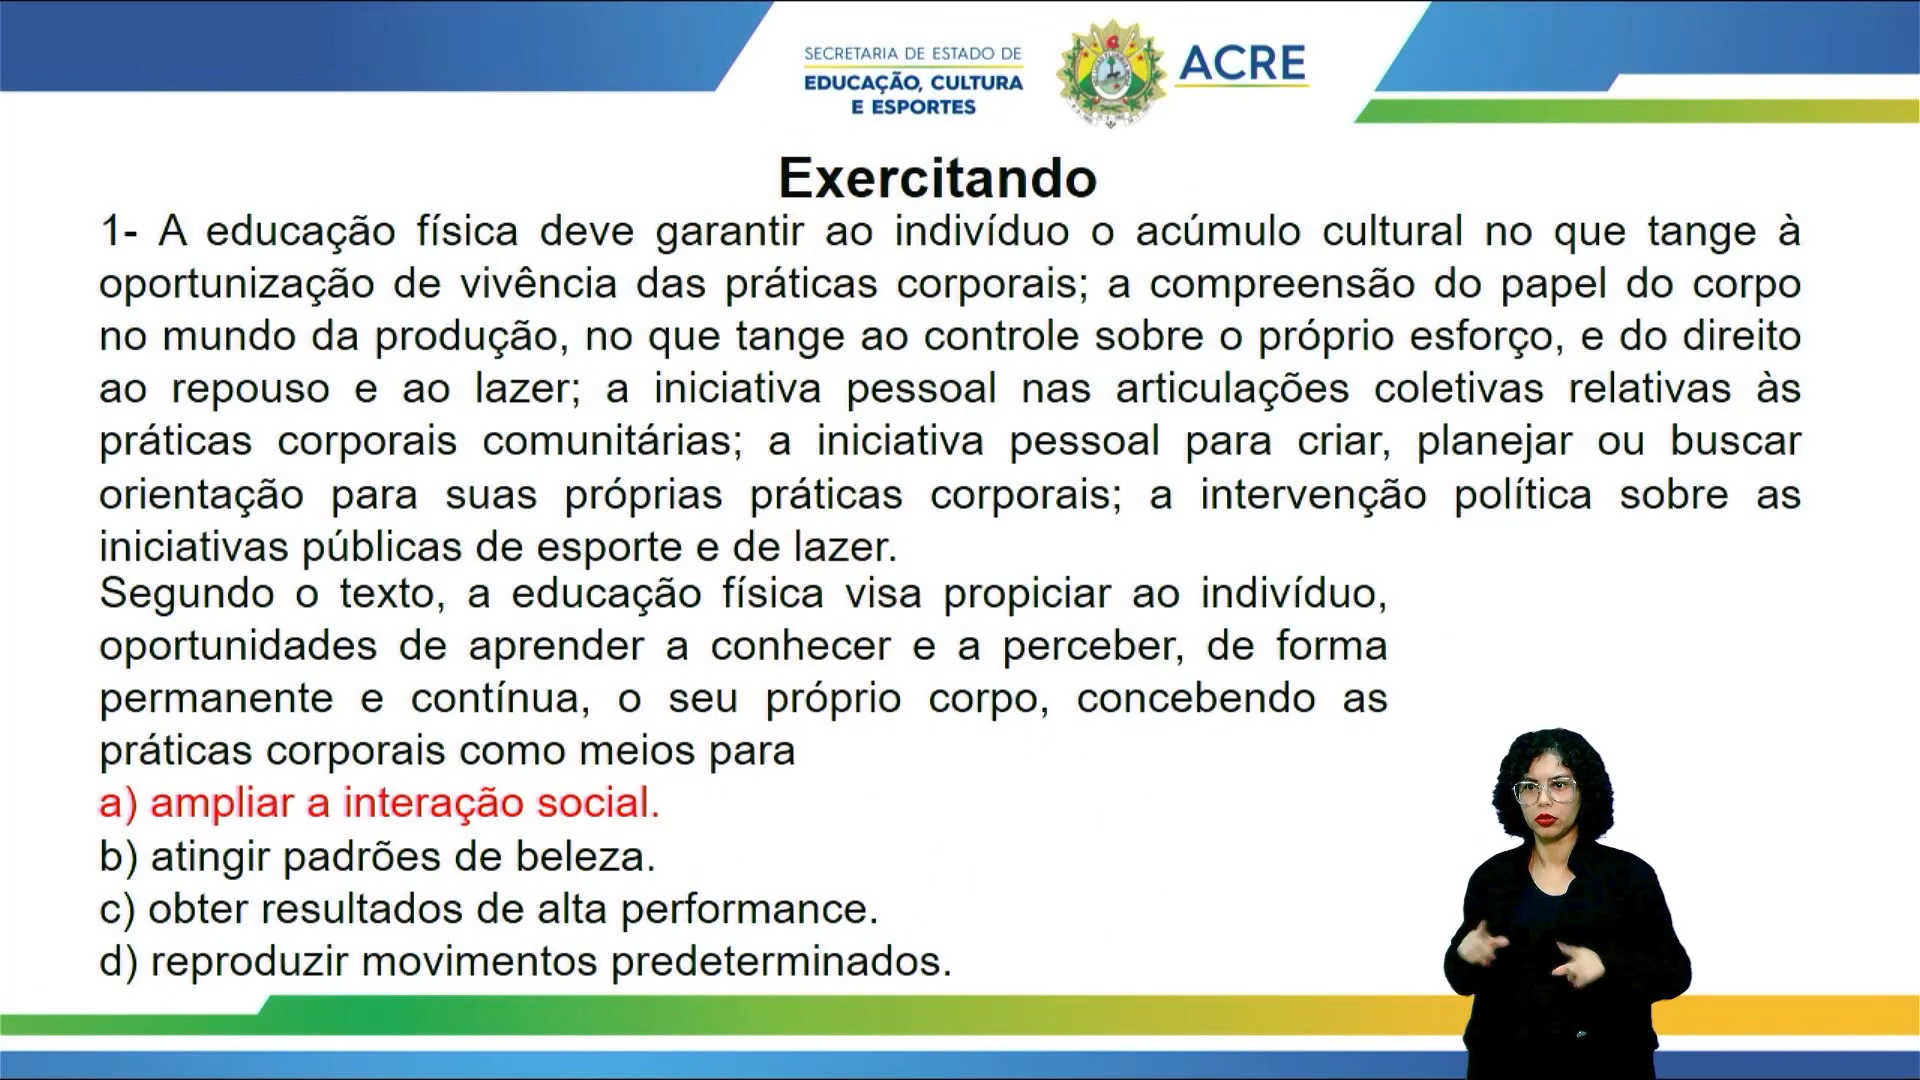 SECRETARIA DE ESTADO DE
EDUCAÇÃO, CULTURA
E ESPORTES
ACRE
Exercitando
1- A educação física deve garantir ao indivíduo o acúmulo cultural no que tange à
oportunização de vivência das práticas corporais; a compreensão do papel do corpo
no mundo da produção, no que tange ao controle sobre o próprio esforço, e do direito
ao repouso e ao lazer; a iniciativa pessoal nas articulações coletivas relativas às
práticas corporais comunitárias; a iniciativa pessoal para criar, planejar ou buscar
orientação para suas próprias práticas corporais; a intervenção política sobre as
iniciativas públicas de esporte e de lazer.
Segundo o texto, a educação física visa propiciar ao indivíduo,
oportunidades de aprender a conhecer e a perceber, de forma
permanente e contínua, o seu próprio corpo, concebendo as
práticas corporais como meios para
a) ampliar a interação social.
b) atingir padrões de beleza.
c) obter resultados de alta performance.
d) reproduzir movimentos predeterminados.